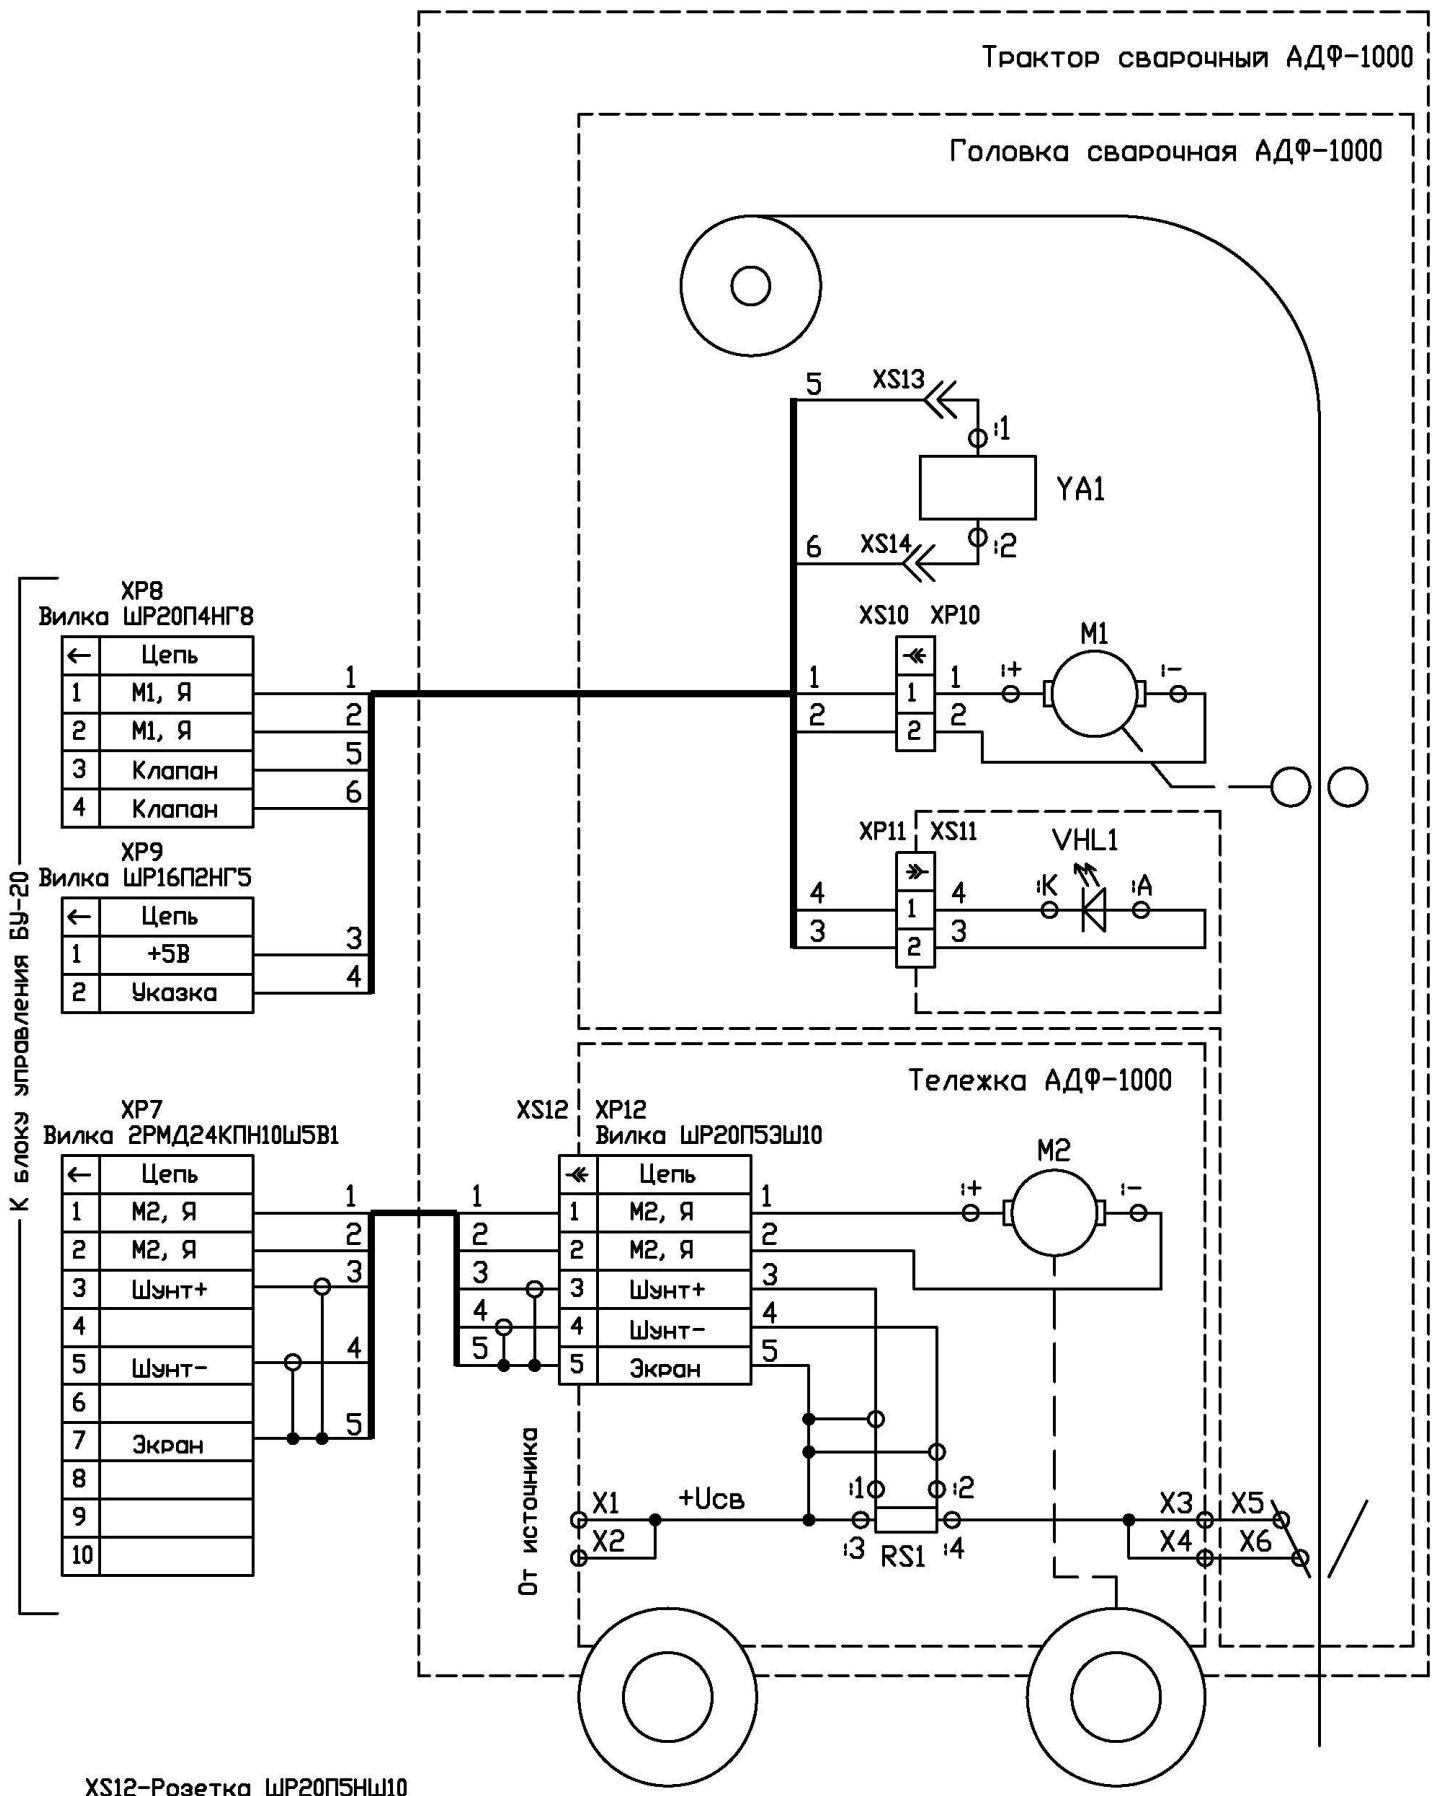 Трактор сварочный АДФ-1000
Головка сварочная АДФ-1000
5 XS13
:1
YA1
6 XS14 :2
XP8
Вилка ШР20П4НГ8
← Цепь
1 М1, Я 1
2 М1, Я 2
3 Клапан 5
4 Клапан 6
XS10 XP10 M1
1 1 1 :+ :-
2 2 2
XP9
Вилка ШР16П2НГ5
← Цепь
1 +5В 3
2 Указка 4
XP11 XS11 VHL1
4 1 4 :K :A
3 2 3
К блоку управления БУ-20
Тележка АДФ-1000
XP7
Вилка 2РМД24КПН10Ш5В1
← Цепь
1 М2, Я 1
2 М2, Я 2
3 Шунт+ 3
4
5 Шунт- 4
6
7 Экран 5
8
9
10
XS12 XP12
Вилка ШР20П5ЭШ10
Цепь
1 1 М2, Я 1
2 2 М2, Я 2
3 3 Шунт+ 3
4 4 Шунт- 4
5 5 Экран 5
M2
:+ :-
От источника
:1 :2
X1 +Uсв X3 X5
X2 :3 RS1 :4 X4 X6
XS12-Розетка ШР20П5НШ10